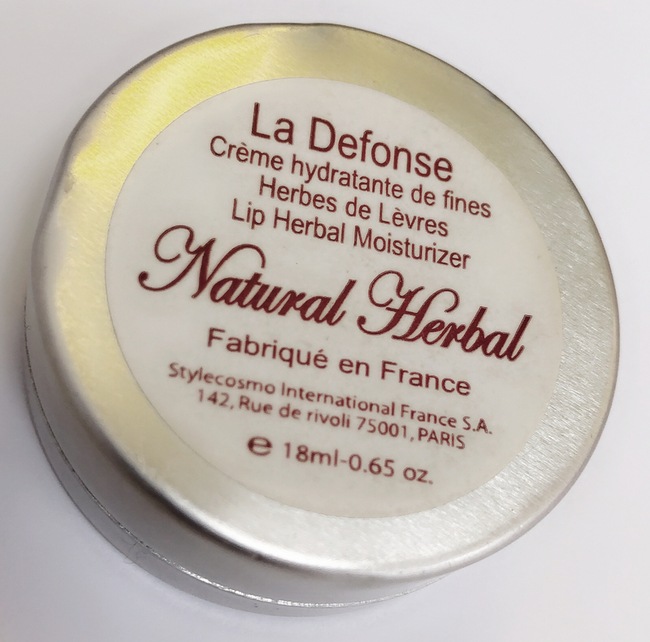 La Defonse
Crème hydratante de fines
Herbes de Lèvres
Lip Herbal Moisturizer
Natural Herbal
Fabriqué en France
Stylecosmo International France S.A.
142, Rue de rivoli 75001, PARIS
e 18ml-0.65 oz.